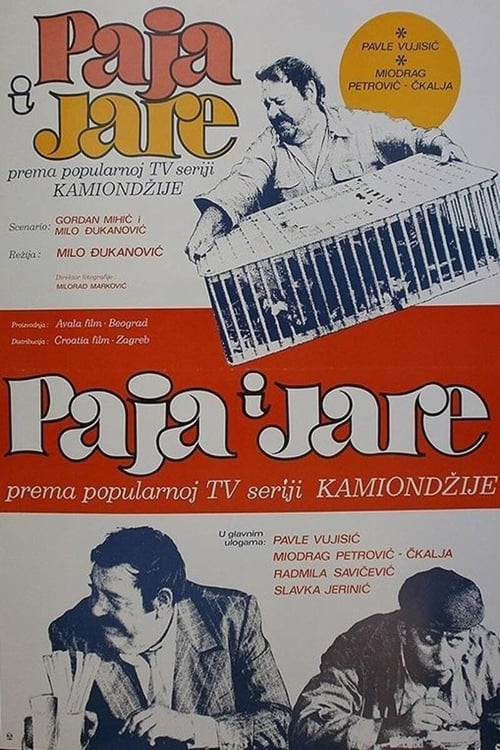 Paja
i
Jare
prema popularnoj TV seriji
KAMIONDŽIJE
*
PAVLE VUJISIĆ
*
MIODRAG
PETROVIĆ - ČKALJA
Scenario: GORDAN MIHIĆ i
MILO ĐUKANOVIĆ
Režija: MILO ĐUKANOVIĆ
Direktor fotografije:
MILORAD MARKOVIĆ
Proizvodnja: Avala film - Beograd
Distribucija: Croatia film - Zagreb
Paja i Jare
prema popularnoj TV seriji KAMIONDŽIJE
U glavnim
ulogama: PAVLE VUJISIĆ
MIODRAG PETROVIĆ - ČKALJA
RADMILA SAVIČEVIĆ
SLAVKA JERINIĆ